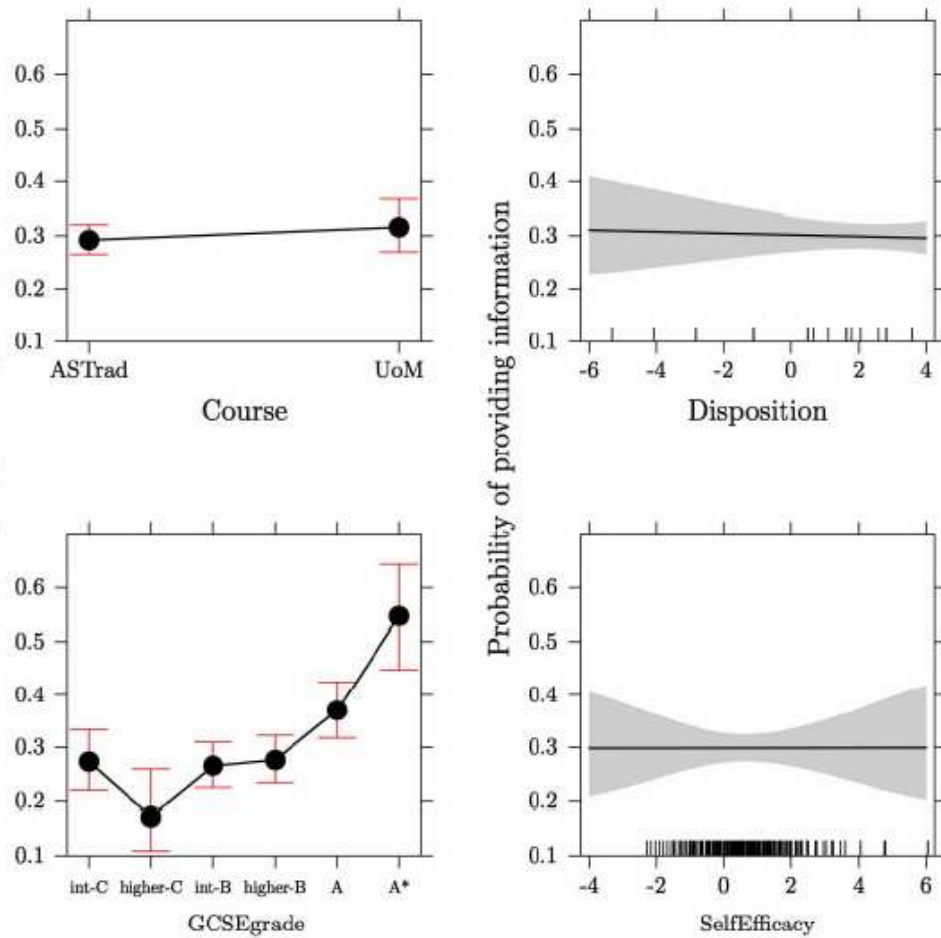 0.6
0.5
0.4
0.3
0.2
0.1
ASTrad UoM
Course
0.6
0.5
0.4
0.3
0.2
0.1
-6 -4 -2 0 2 4
Disposition
Probability of providing information
0.6
0.5
0.4
0.3
0.2
0.1
int-C higher-C int-B higher-B A A*
GCSEgrade
0.6
0.5
0.4
0.3
0.2
0.1
-4 -2 0 2 4 6
SelfEfficacy